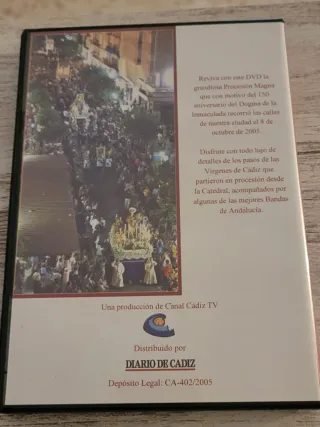 Reviva con este DVD la
grandiosa Procesión Magna
que con motivo del 150
aniversario del Dogma de la
Inmaculada recorrió las calles
de nuestra ciudad el 8 de
octubre de 2005
Disfrute con todo lujo de
detalles de los pasos de las
Vírgenes de Cádiz que
partieron en procesión desde
la Catedral, acompañados por
algunas de las mejores Bandas
de Andalucía.
Una producción de Canal Cádiz TV
Distribuido por
DIARIO DE CADIZ
Depósito Legal: CA-402/2005